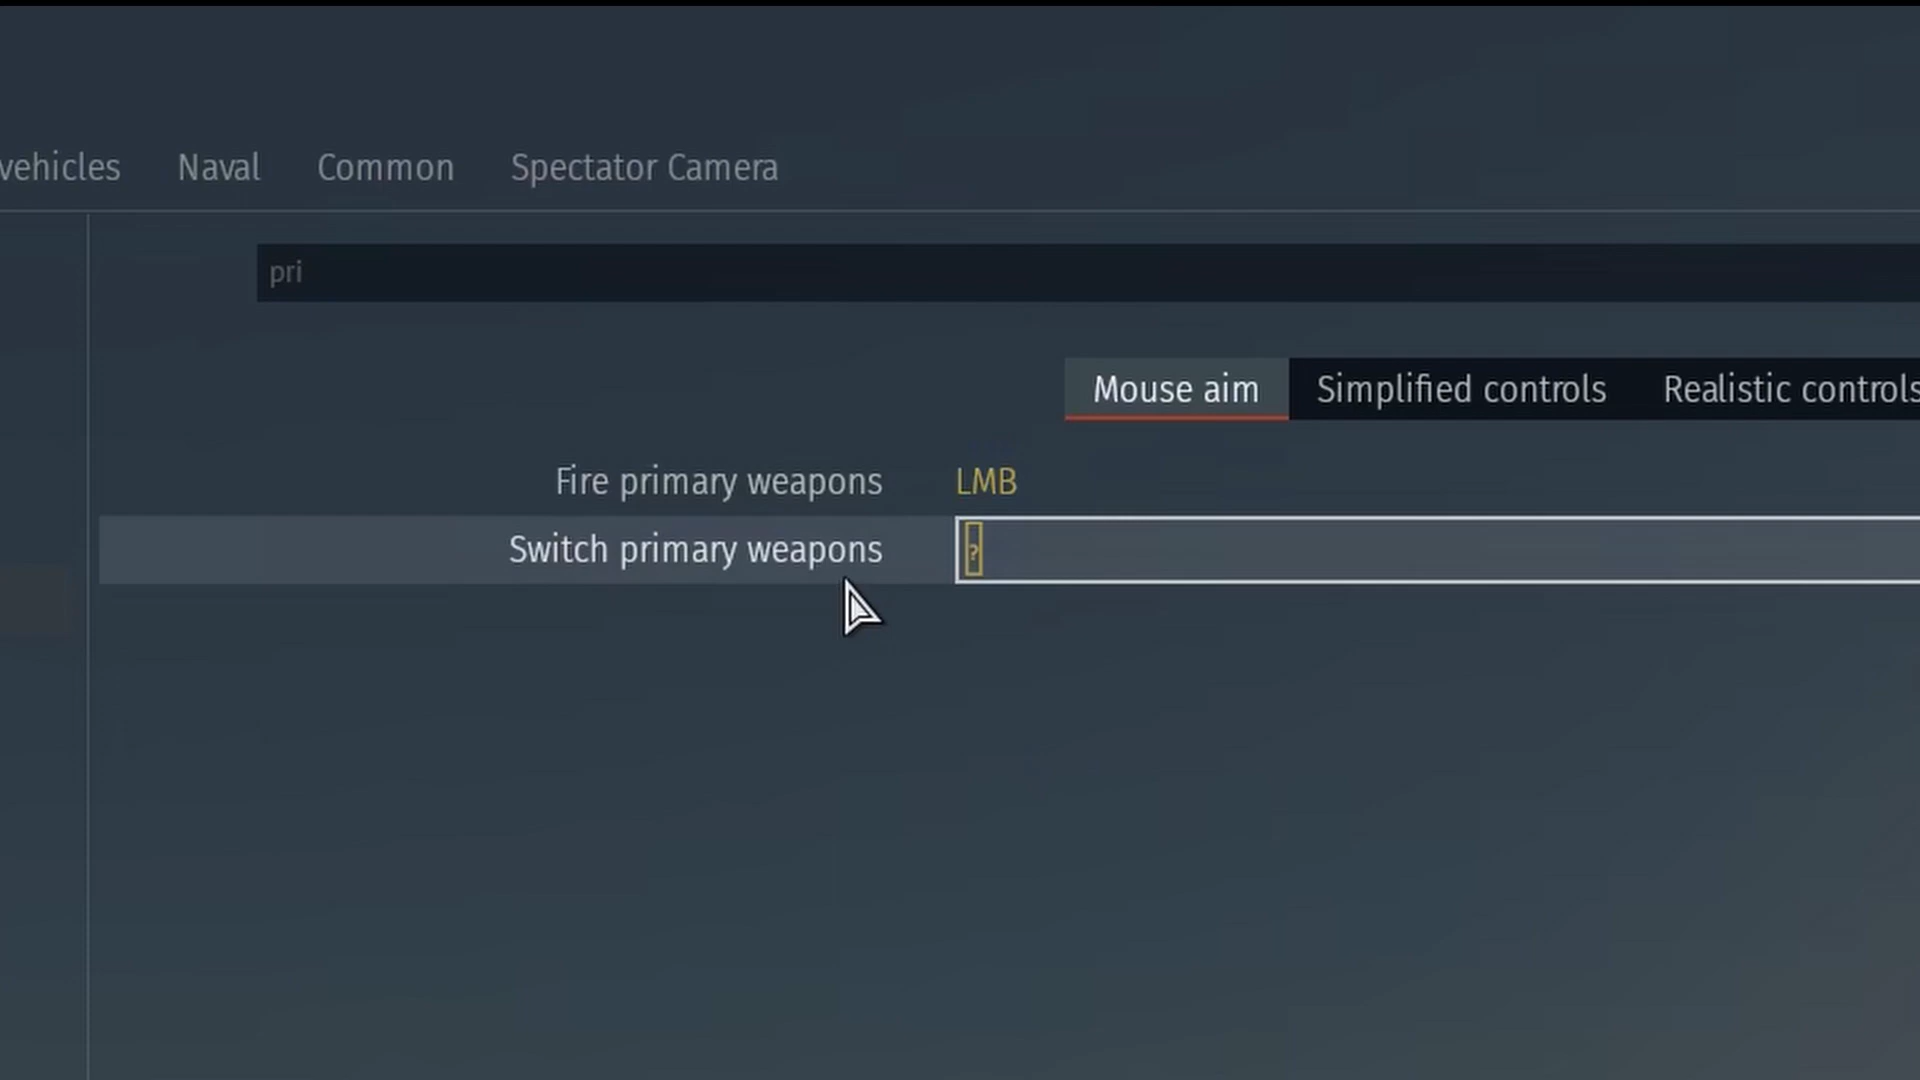 vehicles Naval Common Spectator Camera
pri
Mouse aim Simplified controls Realistic controls
Fire primary weapons LMB
Switch primary weapons ?